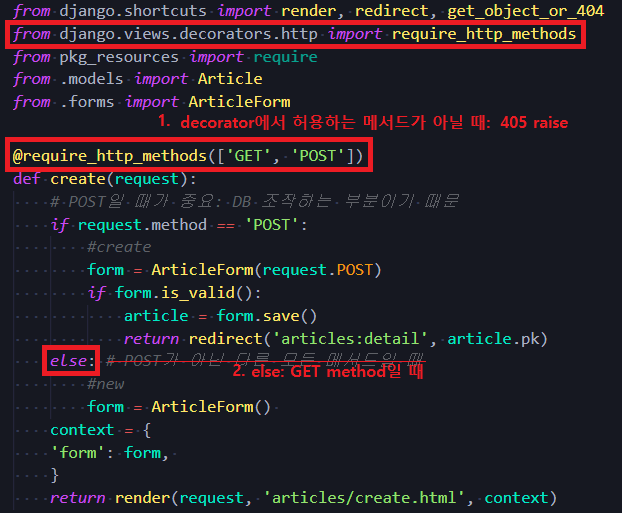 from django.shortcuts import render, redirect, get_object_or_404
from django.views.decorators.http import require_http_methods
from pkg_resources import require
from .models import Article
from .forms import ArticleForm
1. decorator에서 허용하는 메서드가 아닐 때: 405 raise
@require_http_methods(['GET', 'POST'])
def create(request):
# POST일 때가 중요: DB 조작하는 부분이기 때문
if request.method == 'POST':
#create
form = ArticleForm(request.POST)
if form.is_valid():
article = form.save()
return redirect('articles:detail', article.pk)
else: # POST가 아닌 다른 모든 메서드일 때
2. else: GET method일 때
#new
form = ArticleForm()
context = {
'form': form,
}
return render(request, 'articles/create.html', context)